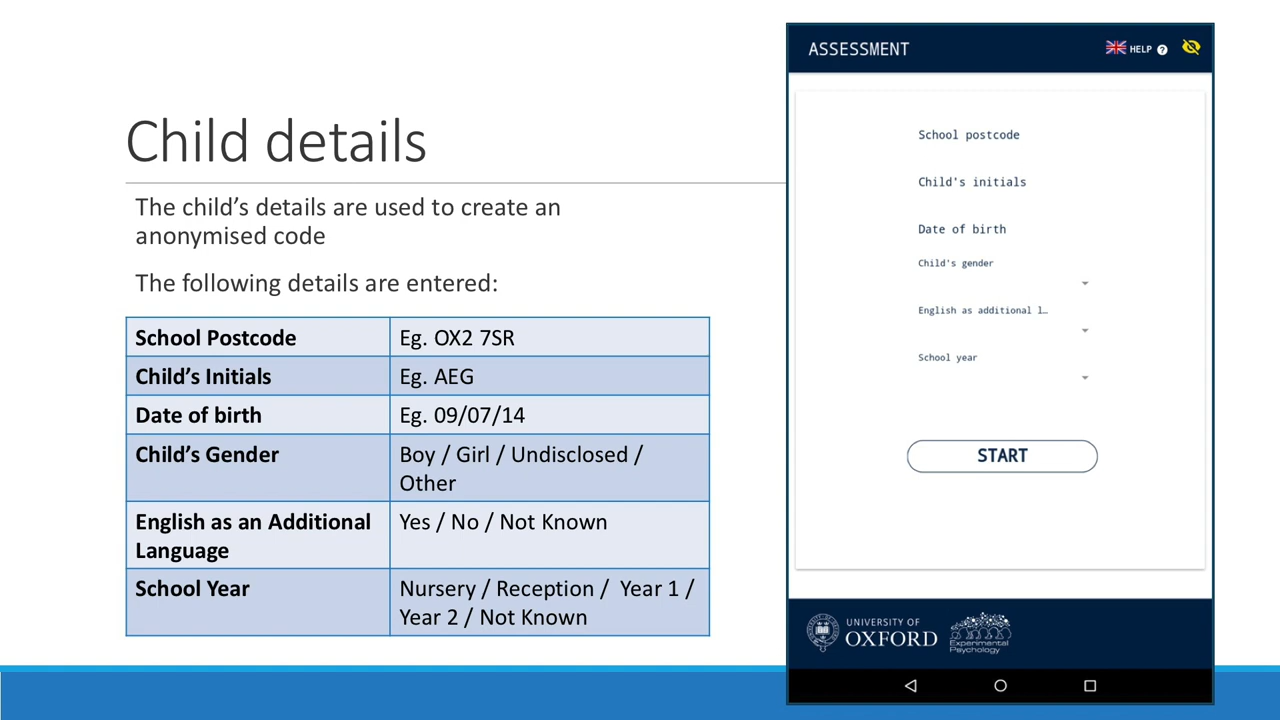 Child details
The child's details are used to create an
anonymised code
The following details are entered:
School Postcode
Eg. OX2 7SR
Child's Initials
Eg. AEG
Date of birth
Eg. 09/07/14
Child's Gender
Boy / Girl / Undisclosed /
Other
English as an Additional
Language
Yes / No / Not Known
School Year
Nursery / Reception / Year 1 /
Year 2 / Not Known
ASSESSMENT
HELP ?
School postcode
Child's initials
Date of birth
Child's gender
English as additional l…
School year
START
UNIVERSITY OF
OXFORD
Experimental
Psychology